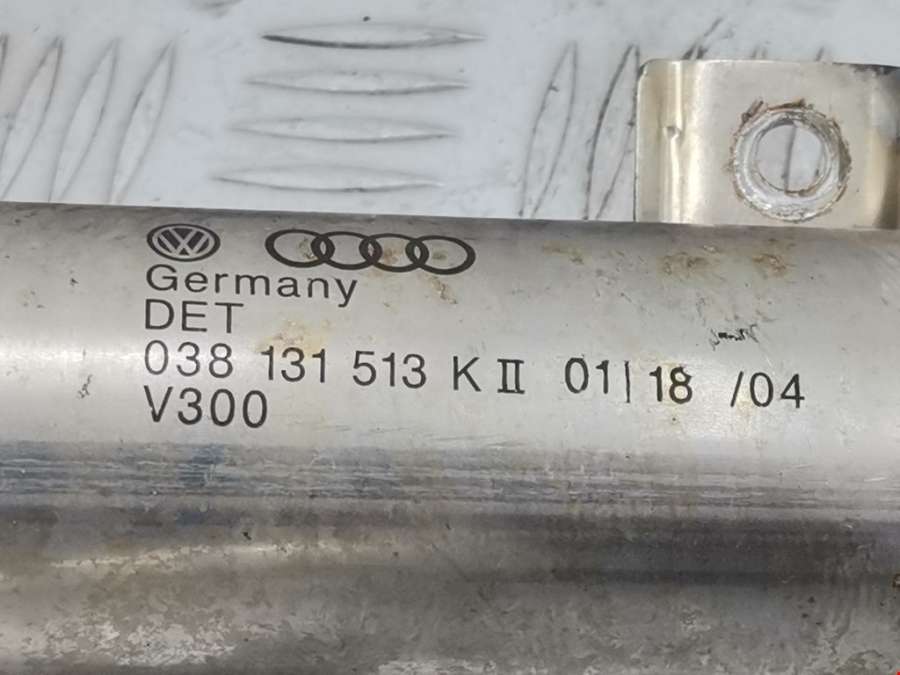 Germany
DET
038 131 513 K II 01|18 /04
V300